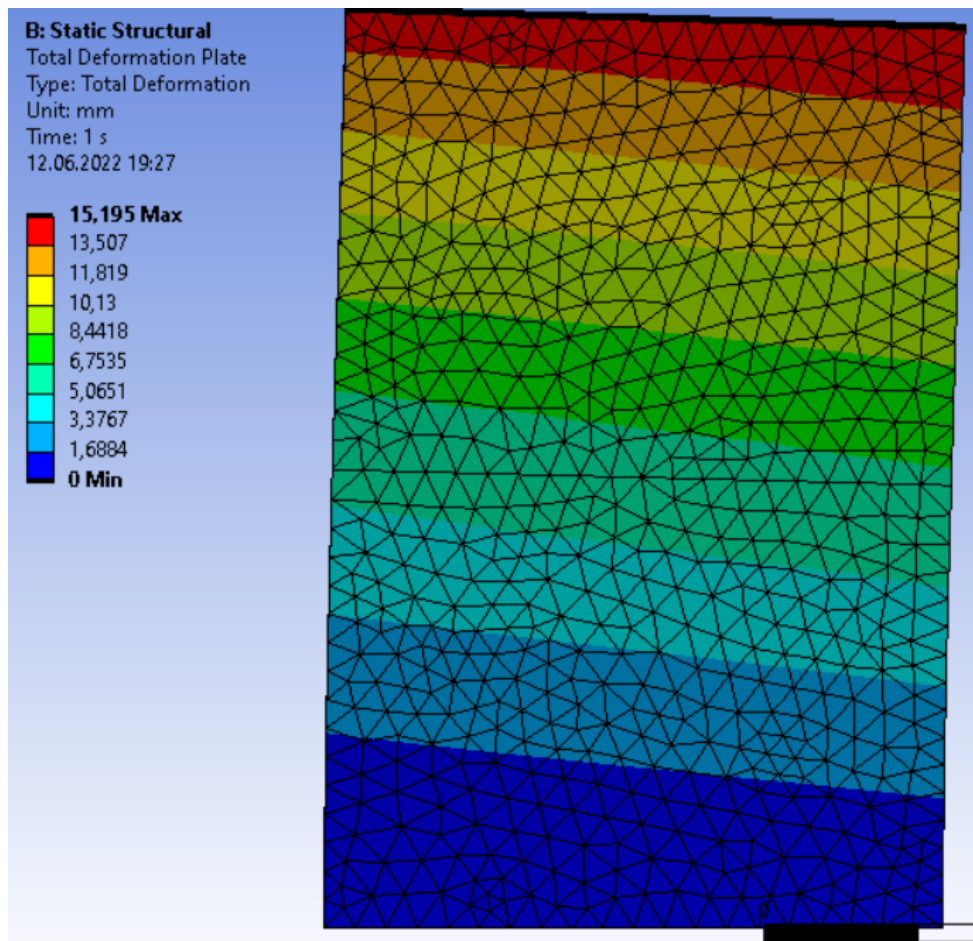 B: Static Structural
Total Deformation Plate
Type: Total Deformation
Unit: mm
Time: 1 s
12.06.2022 19:27
15,195 Max
13,507
11,819
10,13
8,4418
6,7535
5,0651
3,3767
1,6884
0 Min